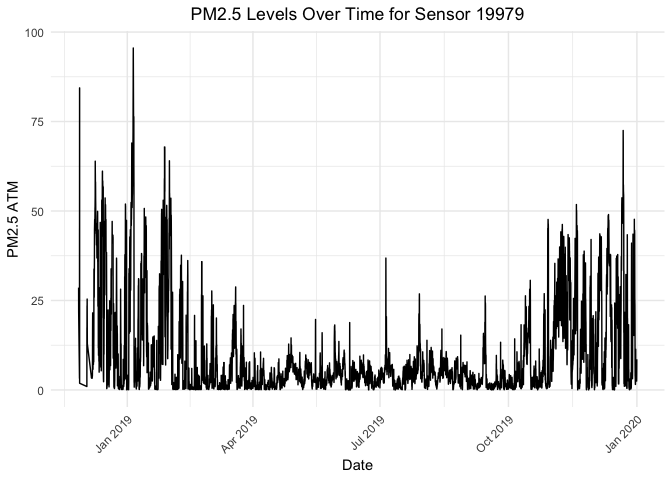 PM2.5 Levels Over Time for Sensor 19979
100
75
50
25
0
PM2.5 ATM
Jan 2019
Apr 2019
Jul 2019
Oct 2019
Jan 2020
Date